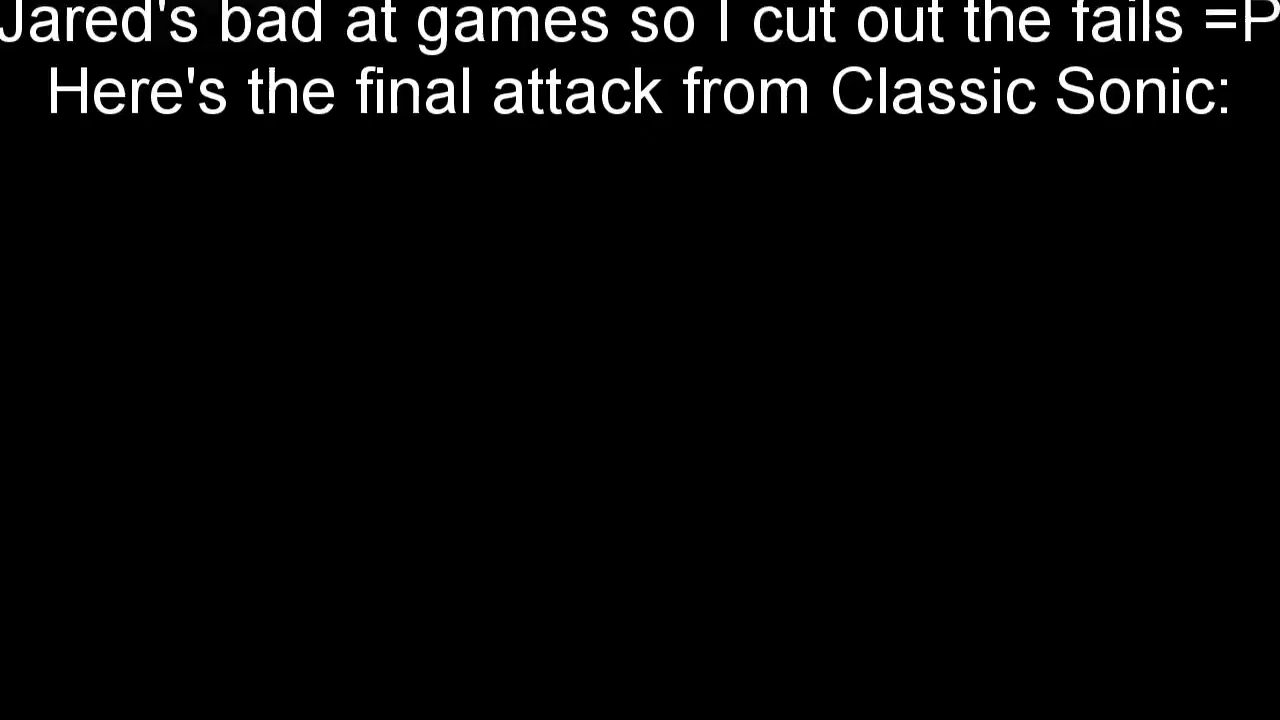 Jared's bad at games so I cut out the fails =P
Here's the final attack from Classic Sonic: